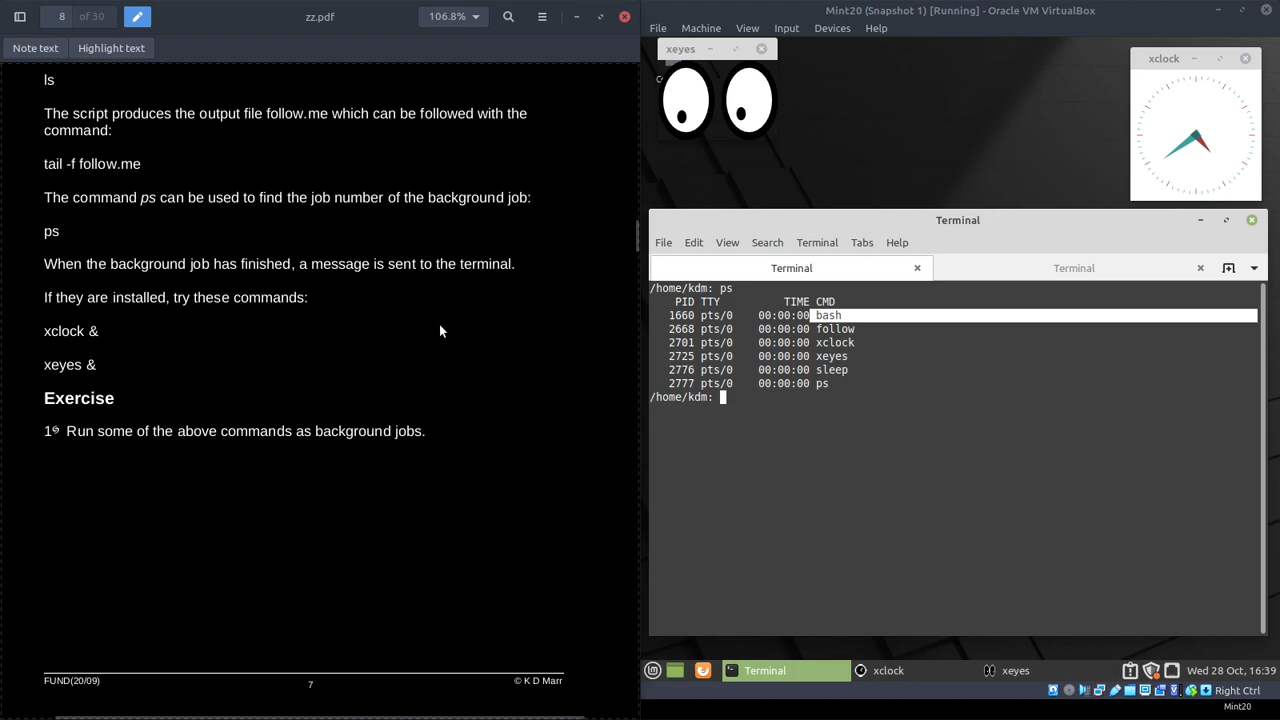 8 of 30
zz.pdf
106.8%
Note text Highlight text
ls
The script produces the output file follow.me which can be followed with the
command:
tail -f follow.me
The command ps can be used to find the job number of the background job:
ps
When the background job has finished, a message is sent to the terminal.
If they are installed, try these commands:
xclock &
xeyes &
Exercise
1 Run some of the above commands as background jobs.
FUND(20/09) 7 © K D Marr
Mint20 (Snapshot 1) [Running] - Oracle VM VirtualBox
File Machine View Input Devices Help
xeyes
xclock
Terminal
File Edit View Search Terminal Tabs Help
Terminal Terminal
/home/kdm: ps
PID TTY TIME CMD
1660 pts/0 00:00:00 bash
2668 pts/0 00:00:00 follow
2701 pts/0 00:00:00 xclock
2725 pts/0 00:00:00 xeyes
2776 pts/0 00:00:00 sleep
2777 pts/0 00:00:00 ps
/home/kdm:
Terminal xclock xeyes Wed 28 Oct, 16:39
Right Ctrl
Mint20